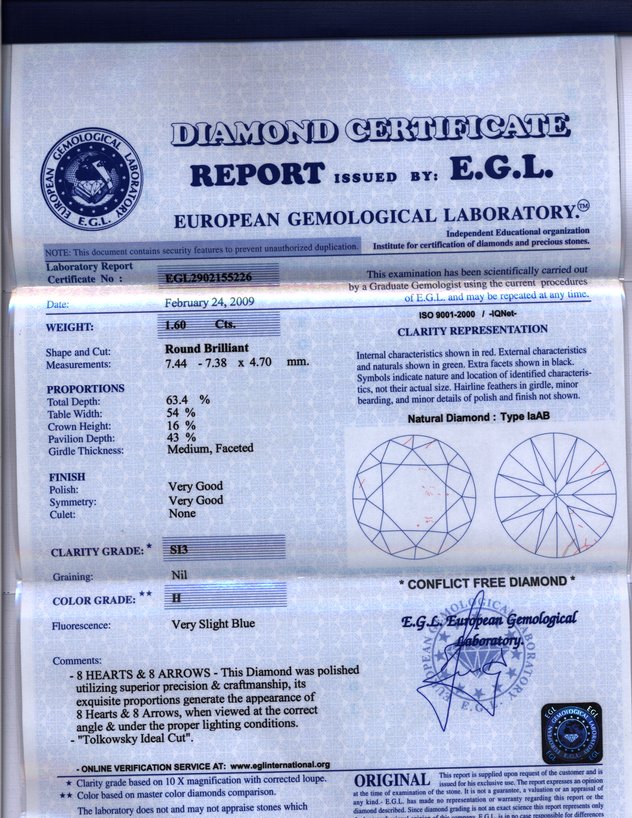 DIAMOND CERTIFICATE
REPORT ISSUED BY: E.G.L.
EUROPEAN GEMOLOGICAL LABORATORY.™
EUROPEAN GEMOLOGICAL LABORATORY
E.G.L.
Independent Educational organization
Institute for certification of diamonds and precious stones.
NOTE: This document contains security features to prevent unauthorized duplication.
Laboratory Report
Certificate No : EGL2902155226
Date: February 24, 2009
WEIGHT: 1.60 Cts.
Shape and Cut: Round Brilliant
Measurements: 7.44 - 7.38 x 4.70 mm.
PROPORTIONS
Total Depth: 63.4 %
Table Width: 54 %
Crown Height: 16 %
Pavilion Depth: 43 %
Girdle Thickness: Medium, Faceted
FINISH
Polish: Very Good
Symmetry: Very Good
Culet: None
CLARITY GRADE: * SI3
Graining: Nil
COLOR GRADE: ** H
Fluorescence: Very Slight Blue
Comments:
- 8 HEARTS & 8 ARROWS - This Diamond was polished
utilizing superior precision & craftmanship, its
exquisite proportions generate the appearance of
8 Hearts & 8 Arrows, when viewed at the correct
angle & under the proper lighting conditions.
- "Tolkowsky Ideal Cut".
- ONLINE VERIFICATION SERVICE AT: www.eglinternational.org
* Clarity grade based on 10 X magnification with corrected loupe.
** Color based on master color diamonds comparison.
The laboratory does not and may not appraise stones which
This examination has been scientifically carried out
by a Graduate Gemologist using the current procedures
of E.G.L. and may be repeated at any time.
ISO 9001-2000 / -IQNet-
CLARITY REPRESENTATION
Internal characteristics shown in red. External characteristics
and naturals shown in green. Extra facets shown in black.
Symbols indicate nature and location of identified characteris-
tics, not their actual size. Hairline feathers in girdle, minor
bearding, and minor details of polish and finish not shown.
Natural Diamond : Type IaAB
* CONFLICT FREE DIAMOND *
E.G.L. European Gemological
Laboratory.
EGL EGL
ORIGINAL This report is supplied upon request of the customer and is
issued for his exclusive use. The report expresses an opinion
at the time of examination of the stone. It is not a guarantee, a valuation or an appraisal of
any kind.- E.G.L. has made no representation or warranty regarding this report or the
diamond described. Since diamond grading is not an exact science this report represents only
E.G.L. is in no case responsible for differences